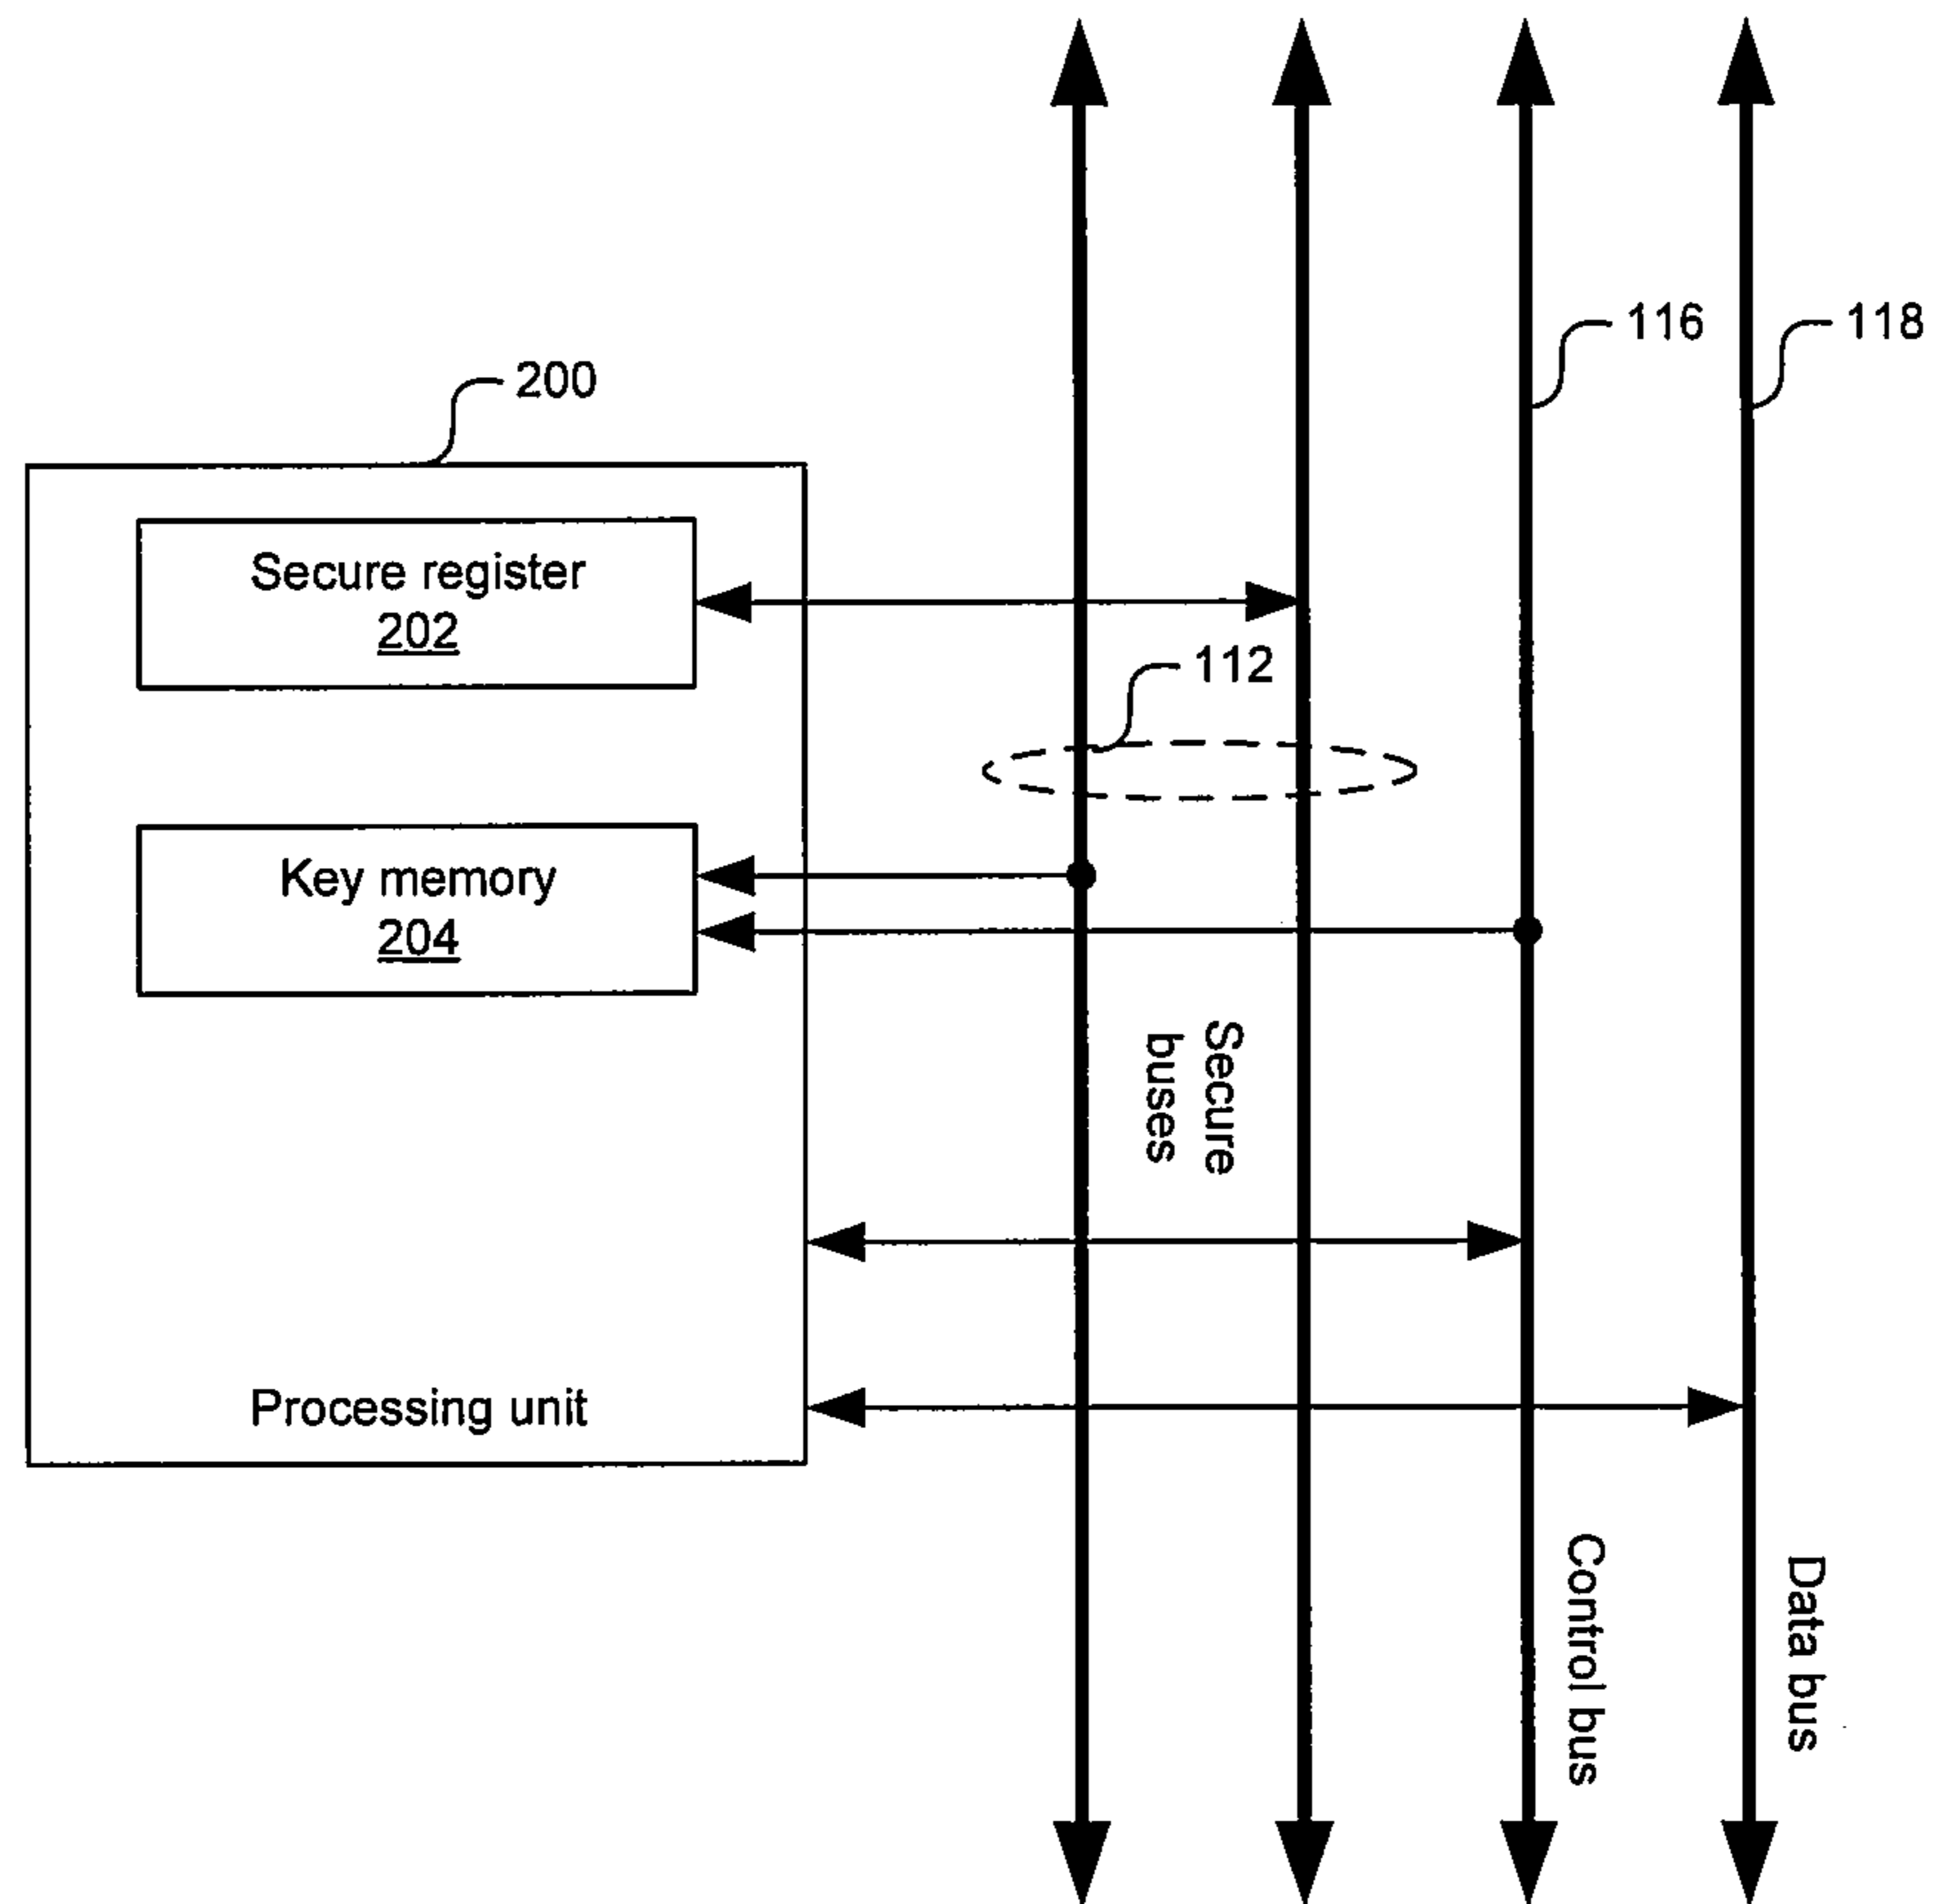 116
118
200
Secure register
202
112
Key memory
204
Secure
buses
Processing unit
Control bus
Data bus